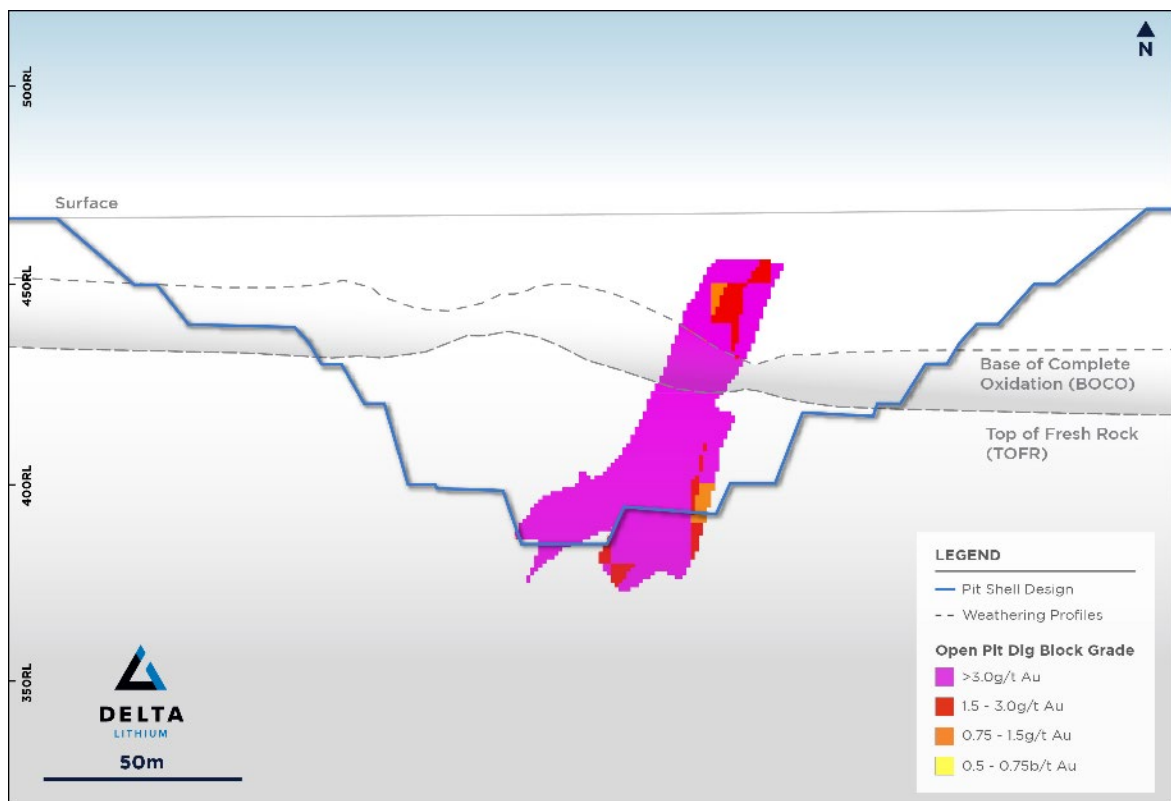 N
500RL
Surface
450RL
Base of Complete
Oxidation (BOCO)
Top of Fresh Rock
(TOFR)
400RL
350RL
DELTA
LITHIUM
50m
LEGEND
Pit Shell Design
Weathering Profiles
Open Pit Dig Block Grade
>3.0g/t Au
1.5 - 3.0g/t Au
0.75 - 1.5g/t Au
0.5 - 0.75b/t Au